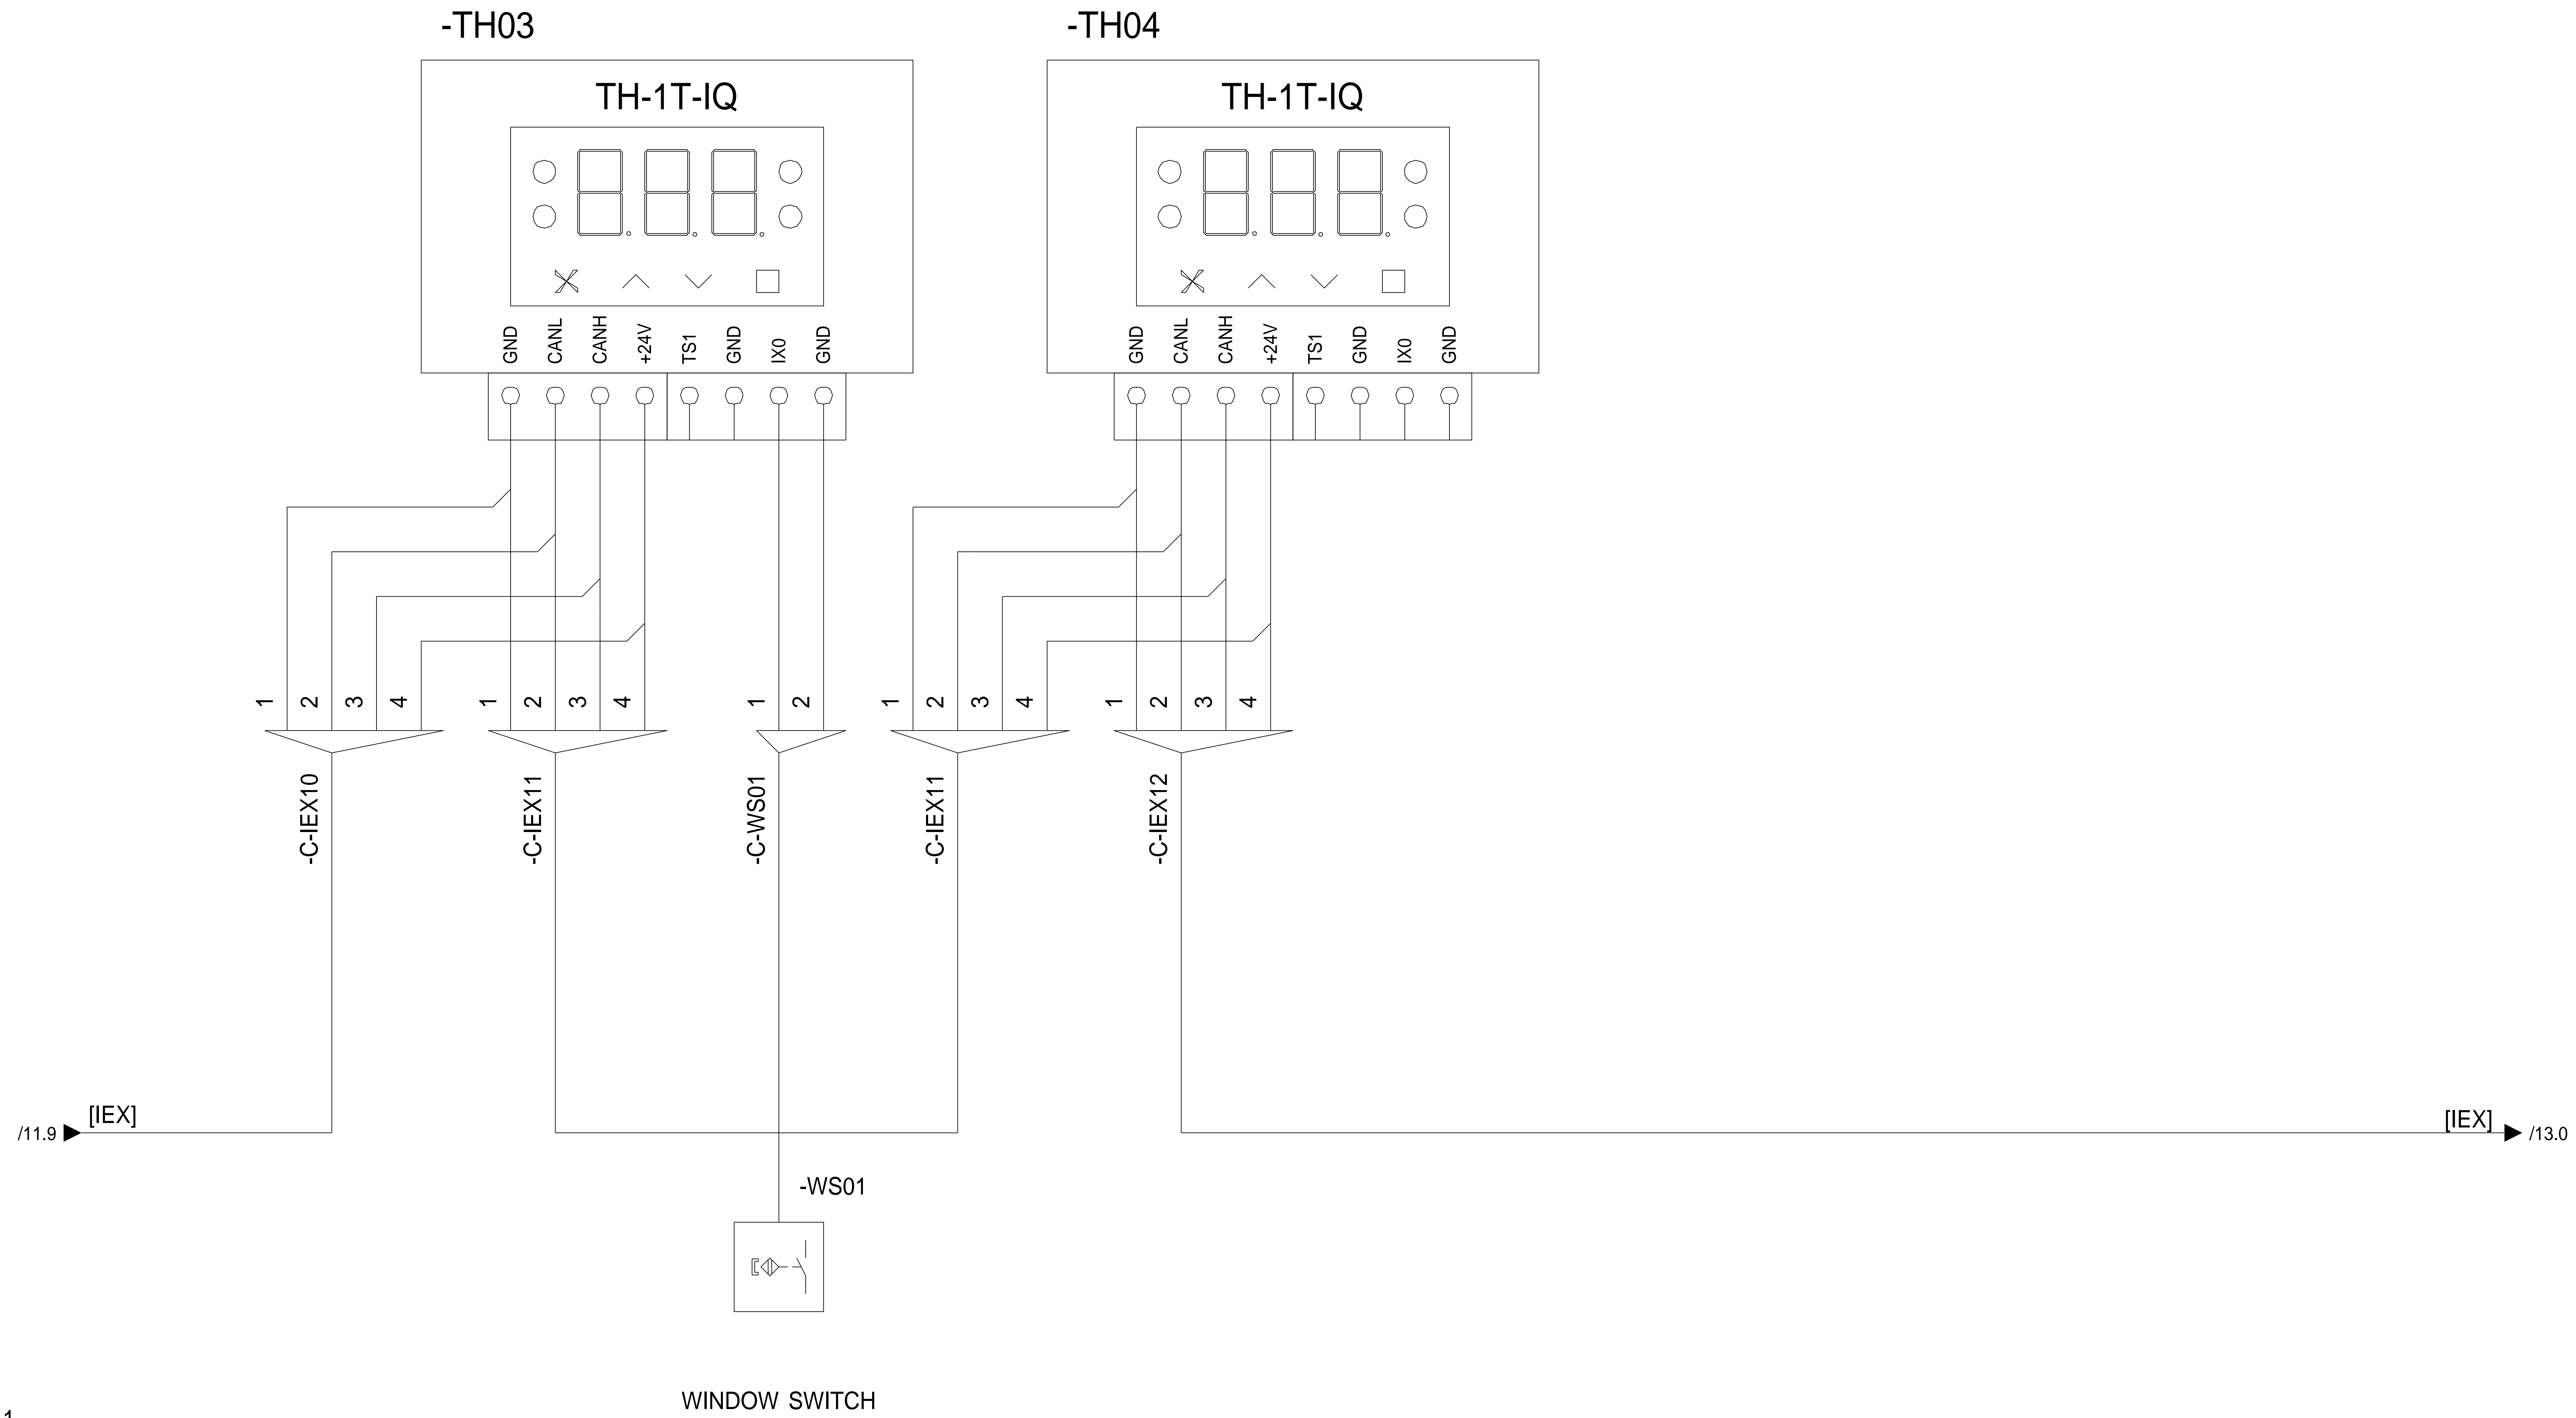 -TH03
-TH04
TH-1T-IQ
TH-1T-IQ
GND CANL CANH +24V TS1 GND IX0 GND
GND CANL CANH +24V TS1 GND IX0 GND
1 2 3 4 1 2 3 4 1 2 1 2 3 4 1 2 3 4
-C-IEX10
-C-IEX11
-C-WS01
-C-IEX11
-C-IEX12
/11.9 [IEX]
[IEX] /13.0
-WS01
WINDOW SWITCH
1